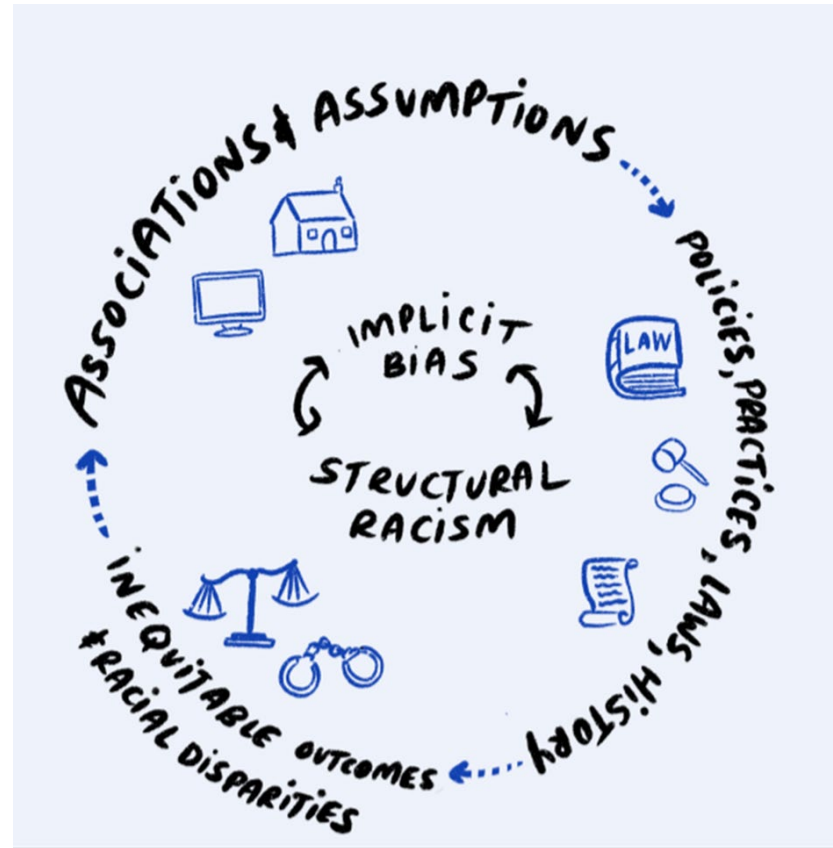 ASSOCIATIONS & ASSUMPTIONS
POLICIES, PRACTICES, LAWS, HISTORY
INEQUITABLE OUTCOMES
& RACIAL DISPARITIES
IMPLICIT
BIAS
STRUCTURAL
RACISM
LAW